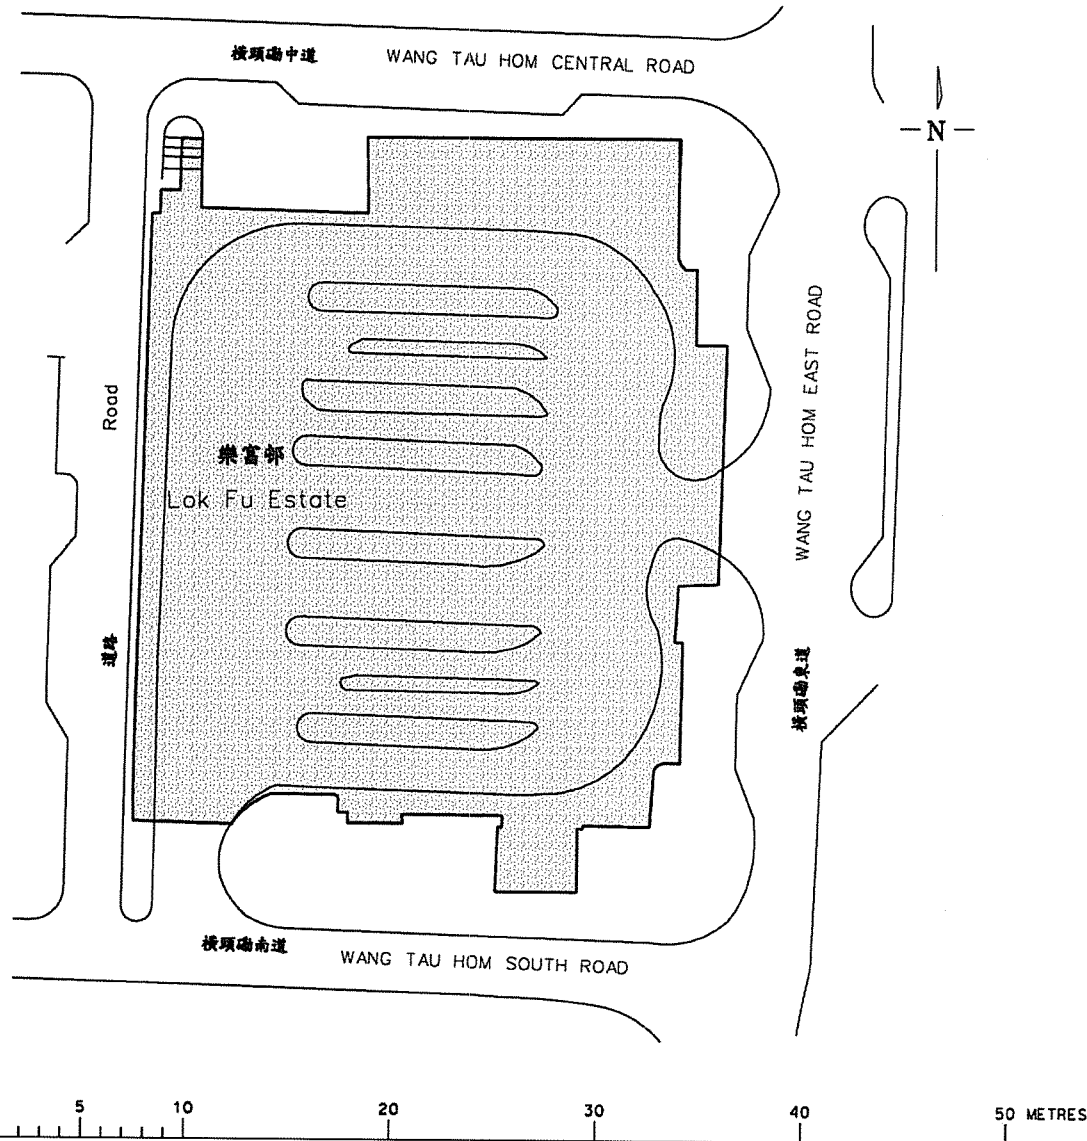 橫頭磡中道 WANG TAU HOM CENTRAL ROAD
N
Road
WANG TAU HOM EAST ROAD
樂富邨
Lok Fu Estate
道路
橫頭磡東道
橫頭磡南道 WANG TAU HOM SOUTH ROAD
5 10 20 30 40 50 METRES